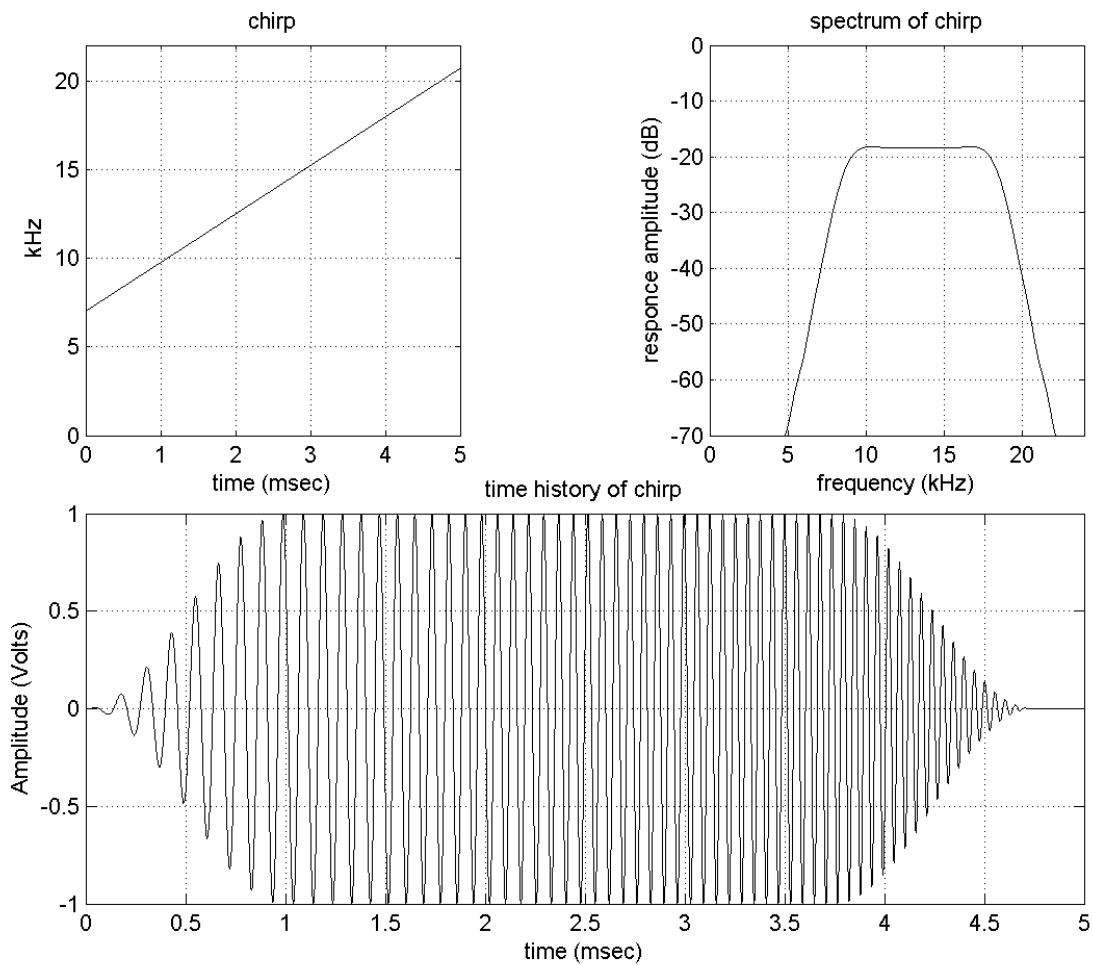 chirp
kHz
20
15
10
5
0
0 1 2 3 4 5
time (msec)
spectrum of chirp
responce amplitude (dB)
0
-10
-20
-30
-40
-50
-60
-70
0 5 10 15 20
frequency (kHz)
time history of chirp
Amplitude (Volts)
1
0.5
0
-0.5
-1
0 0.5 1 1.5 2 2.5 3 3.5 4 4.5 5
time (msec)